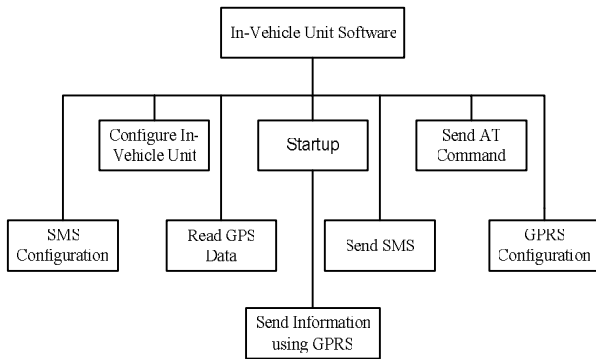 In-Vehicle Unit Software
Configure In-
Vehicle Unit
Startup
Send AT
Command
SMS
Configuration
Read GPS
Data
Send SMS
GPRS
Configuration
Send Information
using GPRS